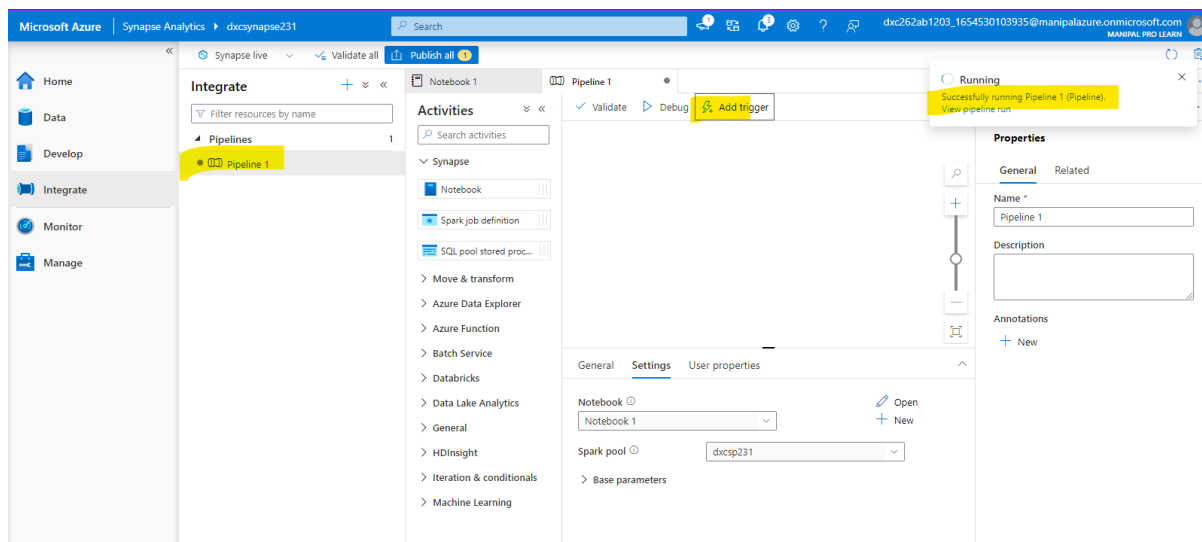 Microsoft Azure
Synapse Analytics
dxcsynapse231
Search
dxc262ab1203_1654530103935@manipalazure.onmicrosoft.com
MANIPAL PRO LEARN
Synapse live
Validate all
Publish all 1
Home
Data
Develop
Integrate
Monitor
Manage
Integrate
Filter resources by name
Pipelines
1
Pipeline 1
Notebook 1
Pipeline 1
Activities
Search activities
Synapse
Notebook
Spark job definition
SQL pool stored proc...
Move & transform
Azure Data Explorer
Azure Function
Batch Service
Databricks
Data Lake Analytics
General
HDInsight
Iteration & conditionals
Machine Learning
Validate
Debug
Add trigger
General
Settings
User properties
Notebook
Notebook 1
Open
New
Spark pool
dxcsp231
Base parameters
Running
Successfully running Pipeline 1 (Pipeline).
View pipeline run
Properties
General
Related
Name *
Pipeline 1
Description
Annotations
New